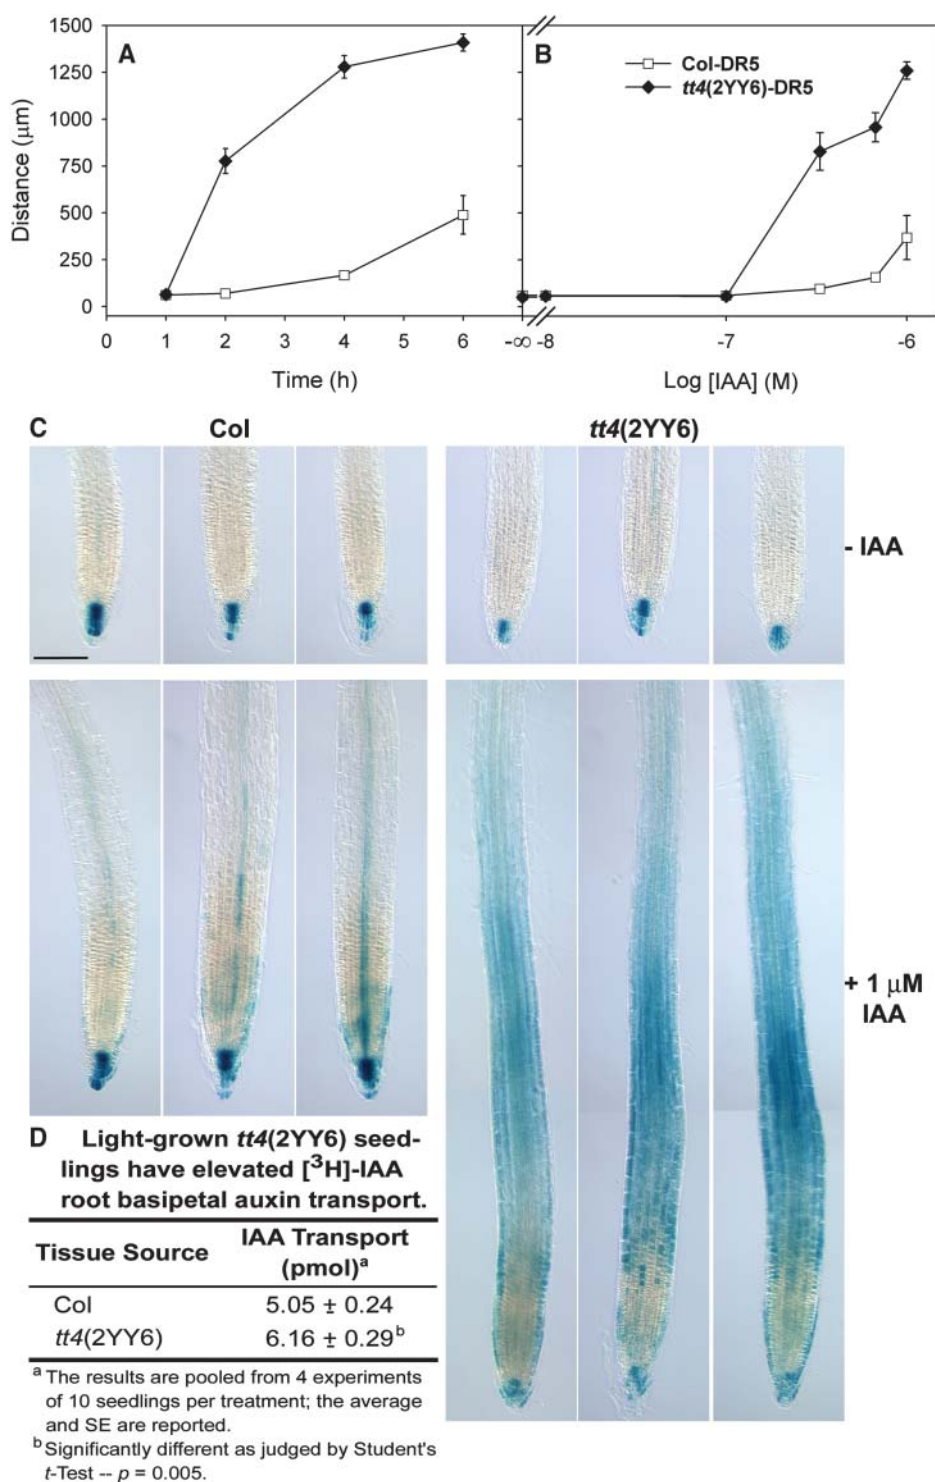 A
B
1500
1250
1000
750
500
250
0
Distance (μm)
Col-DR5
tt4(2YY6)-DR5
0 1 2 3 4 5 6 -∞ -8 -7 -6
Time (h)
Log [IAA] (M)
C
Col
tt4(2YY6)
- IAA
+ 1 μM
IAA
D Light-grown tt4(2YY6) seed-
lings have elevated [³H]-IAA
root basipetal auxin transport.
Tissue Source IAA Transport
(pmol)ᵃ
Col 5.05 ± 0.24
tt4(2YY6) 6.16 ± 0.29ᵇ
ᵃ The results are pooled from 4 experiments
of 10 seedlings per treatment; the average
and SE are reported.
ᵇ Significantly different as judged by Student's
t-Test -- p = 0.005.